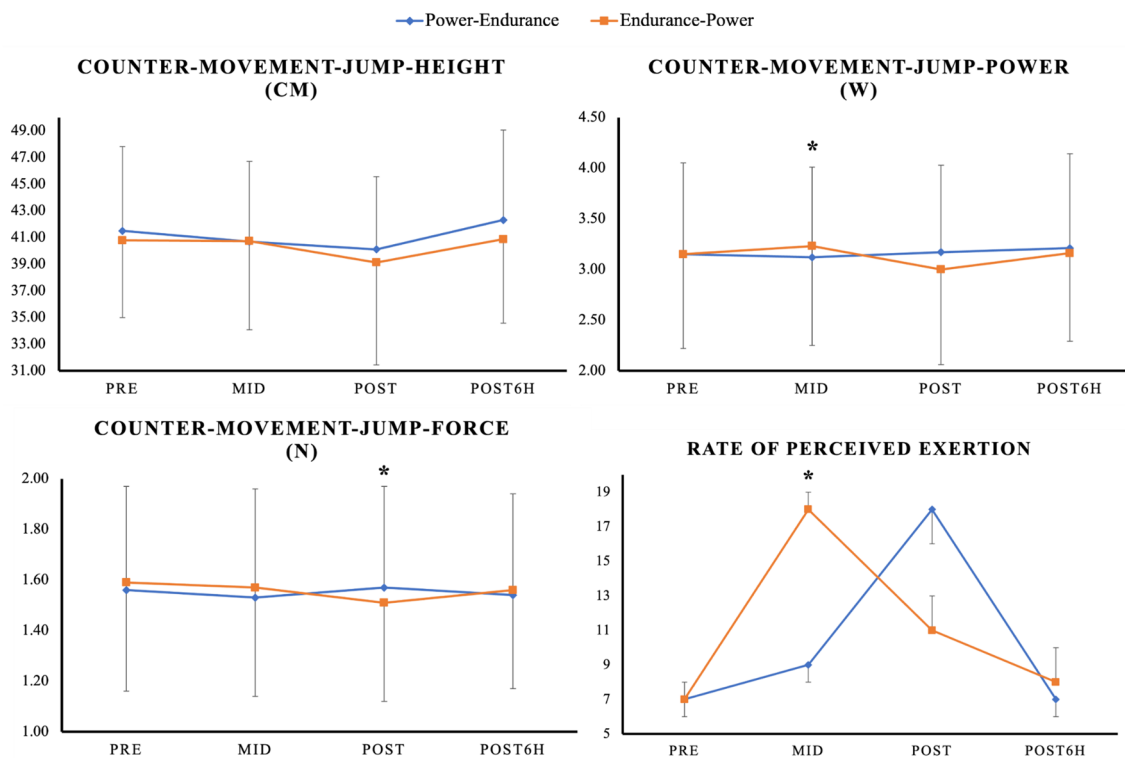 Power-Endurance Endurance-Power
COUNTER-MOVEMENT-JUMP-HEIGHT
(CM)
49.00
47.00
45.00
43.00
41.00
39.00
37.00
35.00
33.00
31.00
PRE MID POST POST6H
COUNTER-MOVEMENT-JUMP-POWER
(W)
4.50
*
4.00
3.50
3.00
2.50
2.00
PRE MID POST POST6H
COUNTER-MOVEMENT-JUMP-FORCE
(N)
*
2.00
1.80
1.60
1.40
1.20
1.00
PRE MID POST POST6H
RATE OF PERCEIVED EXERTION
*
19
17
15
13
11
9
7
5
PRE MID POST POST6H